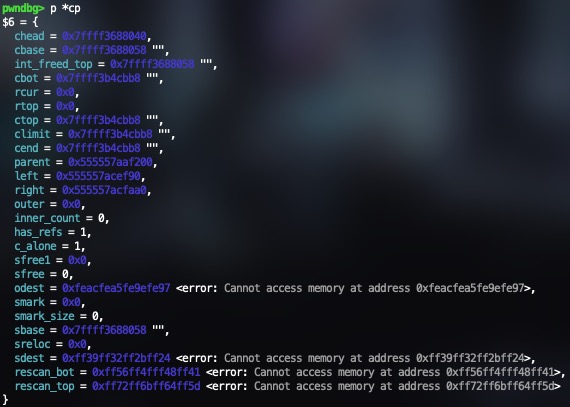 pwndbg> p *cp
$6 = {
chead = 0x7ffff3688040,
cbase = 0x7ffff3688058 "",
int_freed_top = 0x7ffff3688058 "",
cbot = 0x7ffff3b4cbb8 "",
rcur = 0x0,
rtop = 0x0,
ctop = 0x7ffff3b4cbb8 "",
climit = 0x7ffff3b4cbb8 "",
cend = 0x7ffff3b4cbb8 "",
parent = 0x555557aaf200,
left = 0x555557acef90,
right = 0x555557acfaa0,
outer = 0x0,
inner_count = 0,
has_refs = 1,
c_alone = 1,
sfree1 = 0x0,
sfree = 0,
odest = 0xfeacfea5fe9efe97 <error: Cannot access memory at address 0xfeacfea5fe9efe97>,
smark = 0x0,
smark_size = 0,
sbase = 0x7ffff3688058 "",
sreloc = 0x0,
sdest = 0xff39ff32ff2bff24 <error: Cannot access memory at address 0xff39ff32ff2bff24>,
rescan_bot = 0xff56ff4fff48ff41 <error: Cannot access memory at address 0xff56ff4fff48ff41>,
rescan_top = 0xff72ff6bff64ff5d <error: Cannot access memory at address 0xff72ff6bff64ff5d>
}